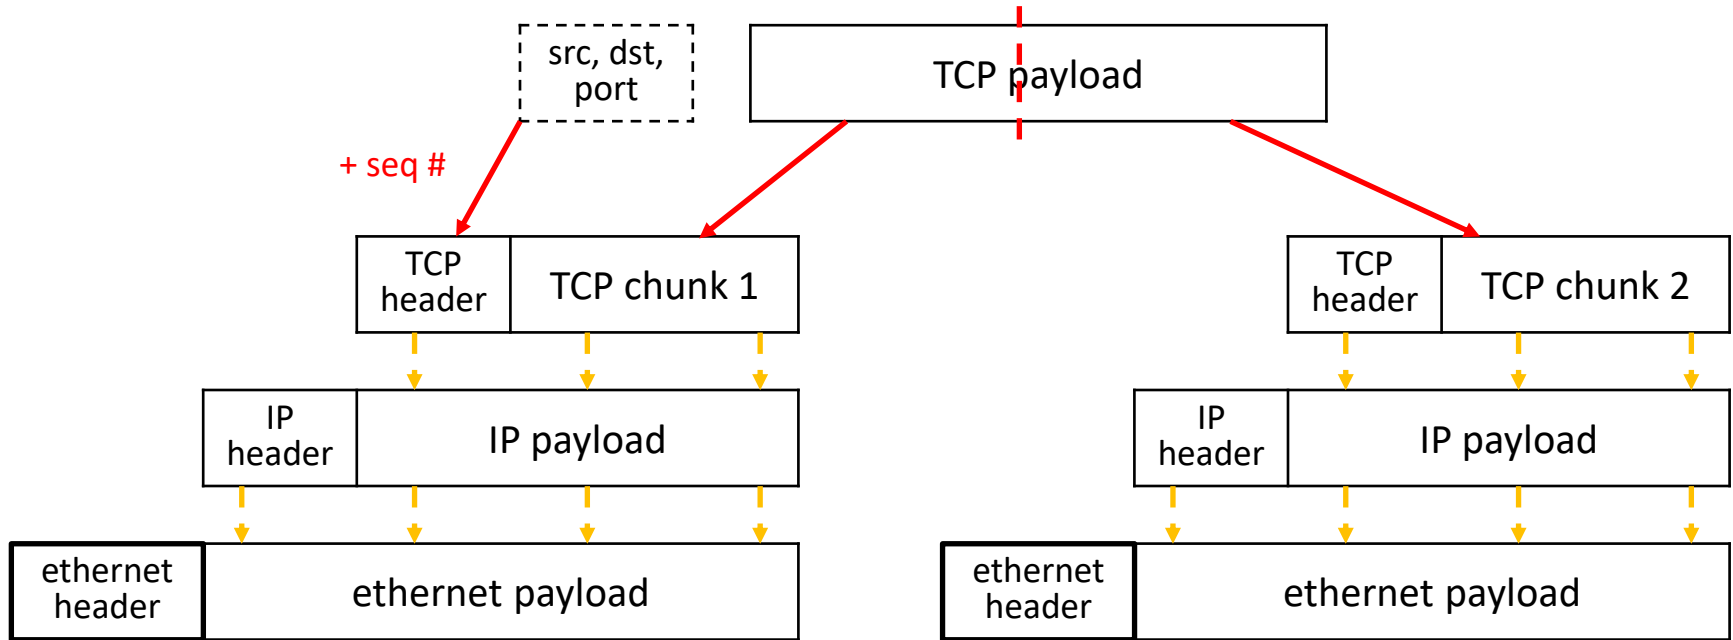 src, dst,
port
TCP payload
+ seq #
TCP
header
TCP chunk 1
TCP
header
TCP chunk 2
IP
header
IP payload
IP
header
IP payload
ethernet
header
ethernet payload
ethernet
header
ethernet payload